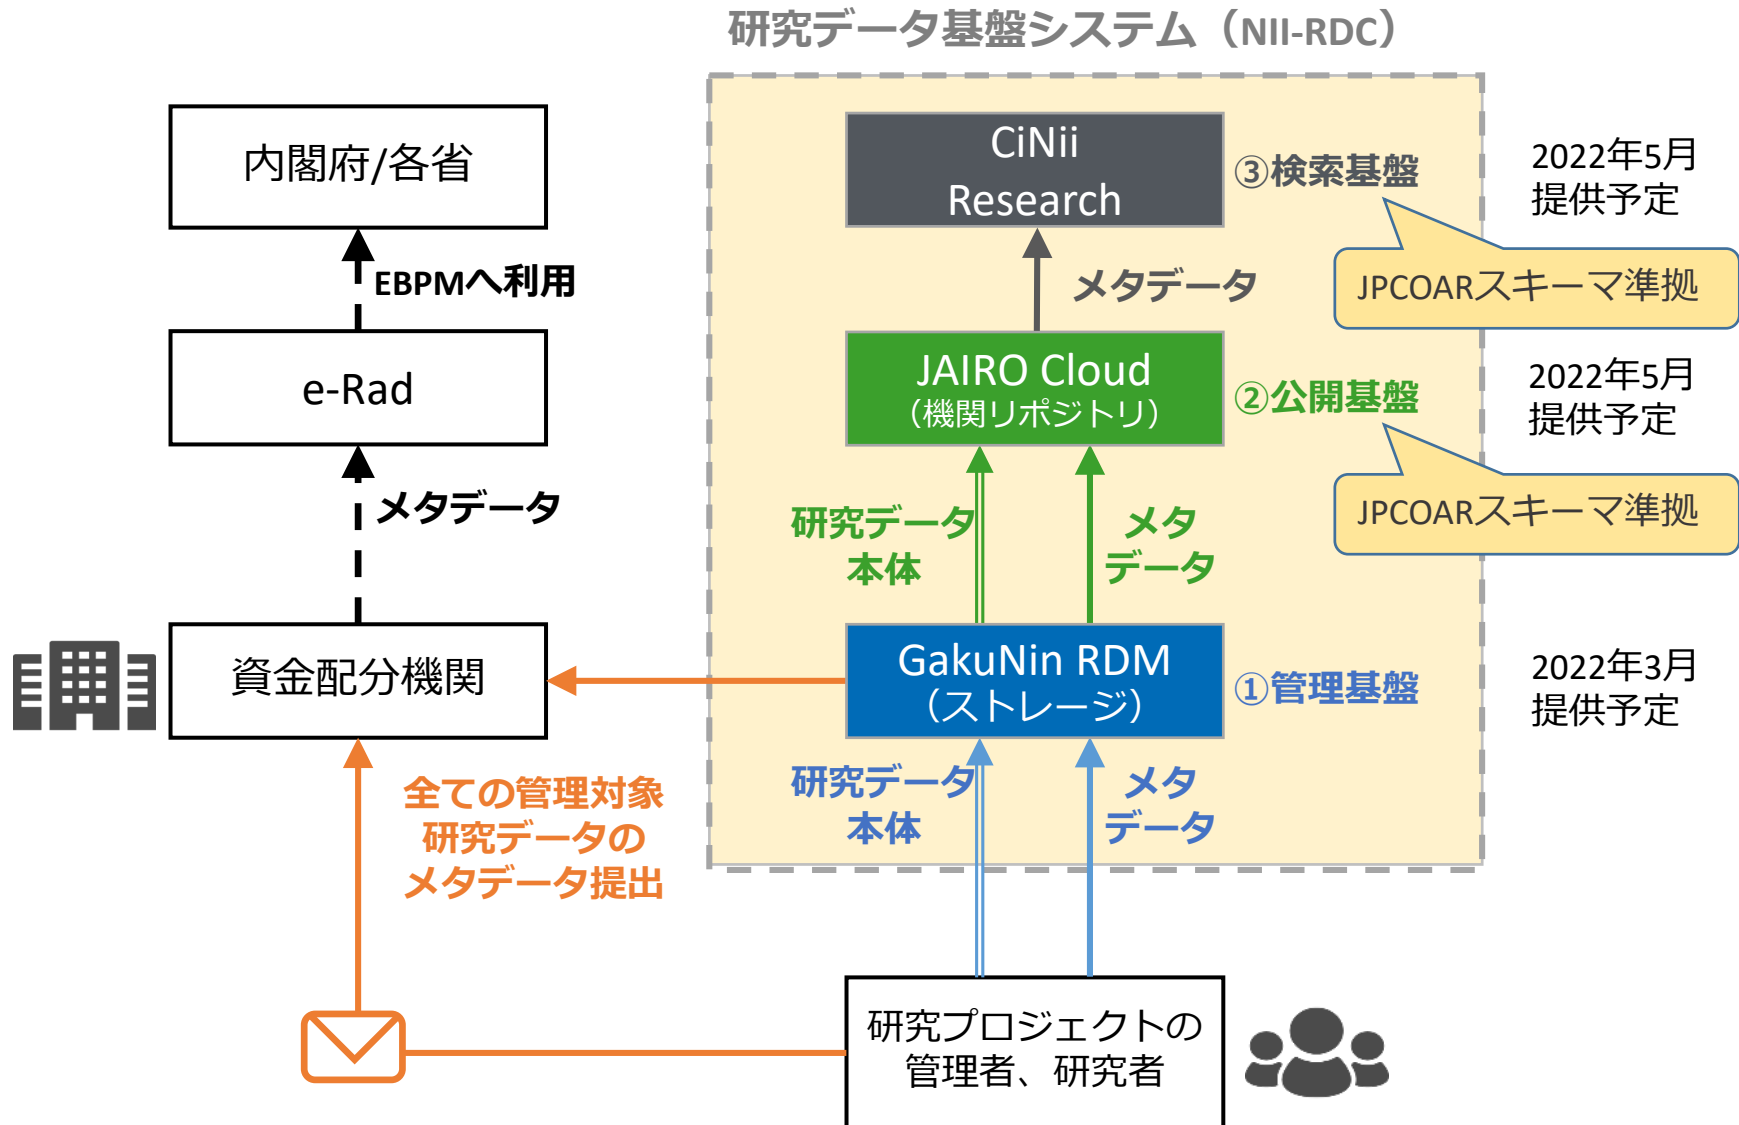 研究データ基盤システム（NII-RDC）
内閣府/各省
EBPMへ利用
e-Rad
メタデータ
資金配分機関
全ての管理対象
研究データの
メタデータ提出
CiNii
Research
③検索基盤
2022年5月
提供予定
JPCOARスキーマ準拠
メタデータ
JAIRO Cloud
（機関リポジトリ）
②公開基盤
2022年5月
提供予定
JPCOARスキーマ準拠
研究データ
本体
メタ
データ
GakuNin RDM
（ストレージ）
①管理基盤
2022年3月
提供予定
研究データ
本体
メタ
データ
研究プロジェクトの
管理者、研究者